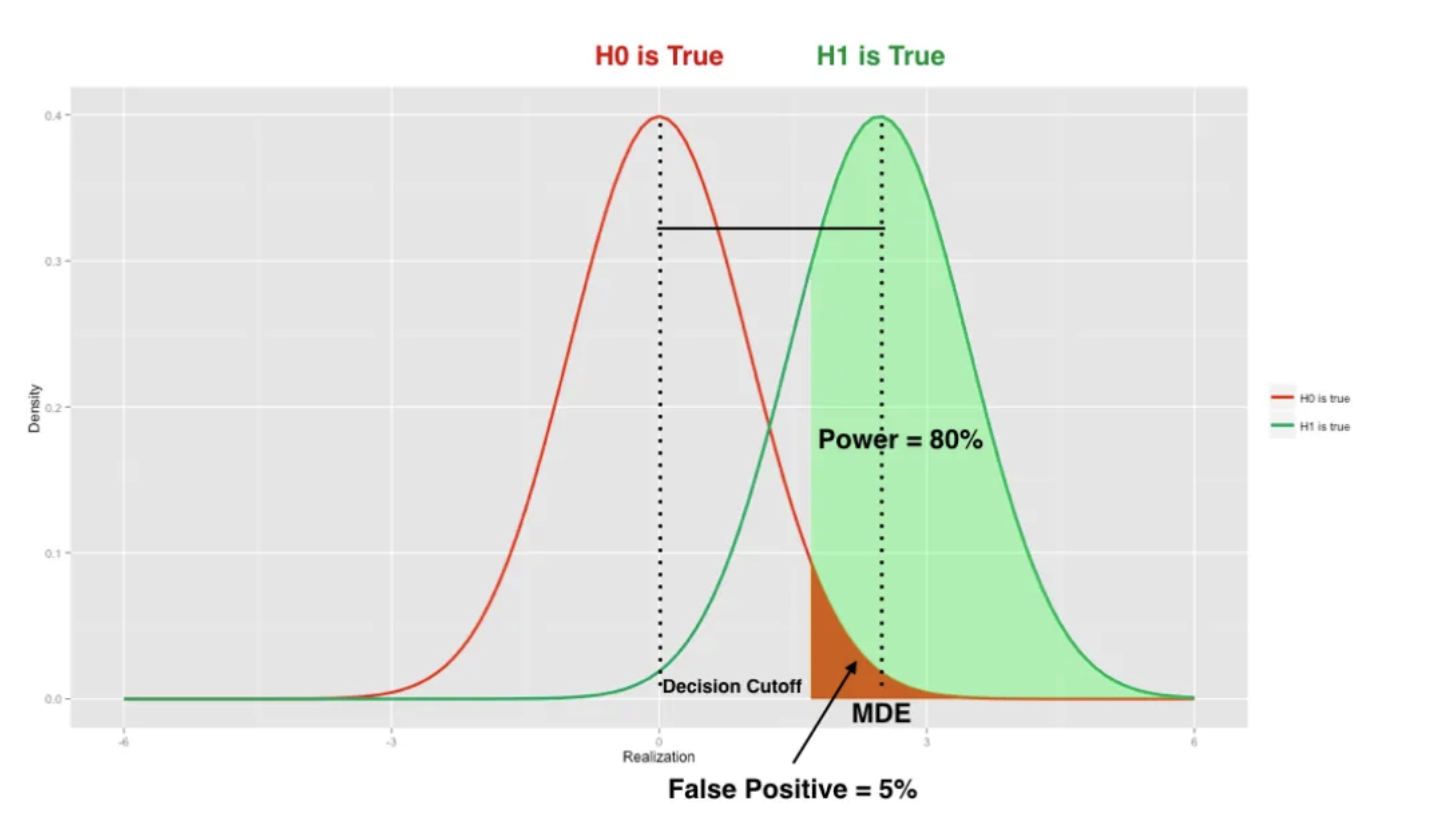 H0 is True
H1 is True
0.4
0.3
0.2
0.1
0.0
Density
H0 is true
H1 is true
Power = 80%
Decision Cutoff
MDE
-6
-3
0
3
6
Realization
False Positive = 5%